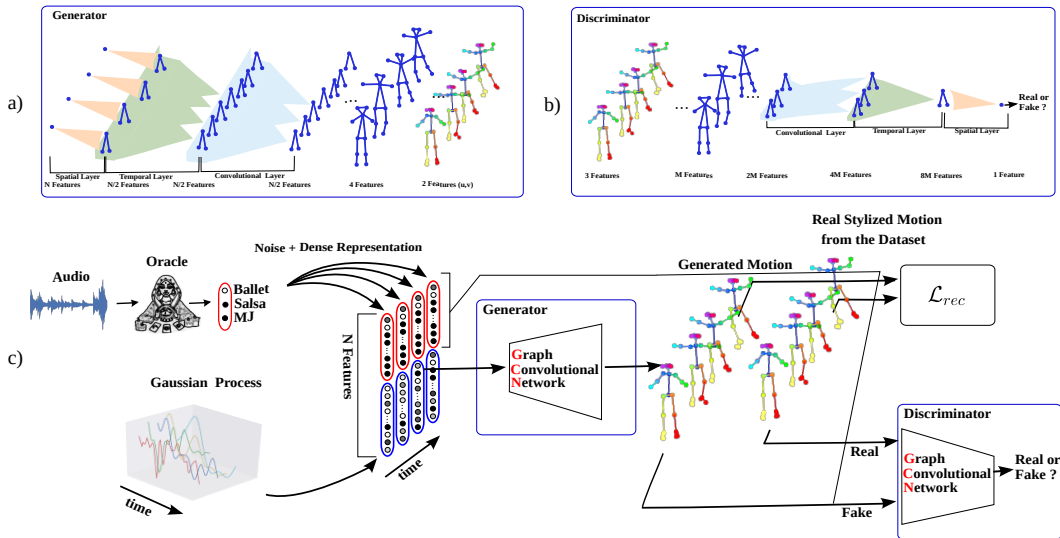 a)
Generator
...
...
Spatial Layer
Temporal Layer
Convolutional Layer
N Features
N/2 Features
N/2 Features
N/2 Features
4 Features
2 Features (u,v)
b)
Discriminator
...
...
Real or
Fake ?
Convolutional Layer
Temporal Layer
Spatial Layer
3 Features
M Features
2M Features
4M Features
8M Features
1 Feature
c)
Audio
Oracle
Ballet
Salsa
MJ
Noise + Dense Representation
N Features
Gaussian Process
time
time
Generator
Graph
Convolutional
Network
Generated Motion
Real Stylized Motion
from the Dataset
ℒrec
Real
Fake
Discriminator
Graph
Convolutional
Network
Real or
Fake ?